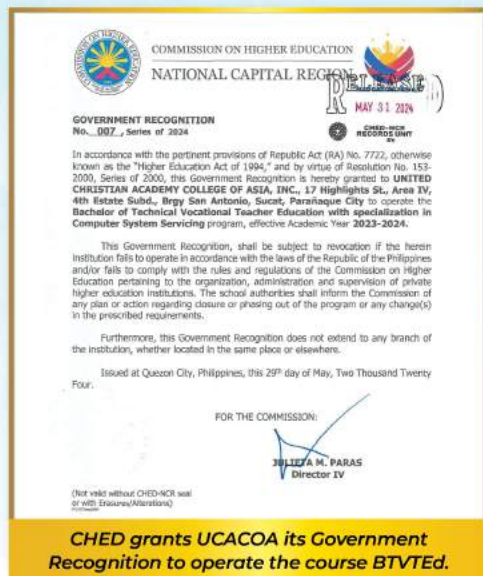 COMMISSION ON HIGHER EDUCATION
NATIONAL CAPITAL REGION
RELEASE
MAY 31 2024
CHED-NCR
RECORDS UNIT
GOVERNMENT RECOGNITION
No. 007 , Series of 2024
In accordance with the pertinent provisions of Republic Act (RA) No. 7722, otherwise
known as the "Higher Education Act of 1994," and by virtue of Resolution No. 153-
2000, Series of 2000, this Government Recognition is hereby granted to UNITED
CHRISTIAN ACADEMY COLLEGE OF ASIA, INC., 17 Highlights St., Area IV,
4th Estate Subd., Brgy San Antonio, Sucat, Parañaque City to operate the
Bachelor of Technical Vocational Teacher Education with specialization in
Computer System Servicing program, effective Academic Year 2023-2024.
This Government Recognition, shall be subject to revocation if the herein
institution fails to operate in accordance with the laws of the Republic of the Philippines
and/or fails to comply with the rules and regulations of the Commission on Higher
Education pertaining to the organization, administration and supervision of private
higher education institutions. The school authorities shall inform the Commission of
any plan or action regarding closure or phasing out of the program or any change(s)
in the prescribed requirements.
Furthermore, this Government Recognition does not extend to any branch of
the institution, whether located in the same place or elsewhere.
Issued at Quezon City, Philippines, this 29th day of May, Two Thousand Twenty
Four.
FOR THE COMMISSION:
JULIETA M. PARAS
Director IV
(Not valid without CHED-NCR seal
or with Erasures/Alterations)
CHED grants UCACOA its Government
Recognition to operate the course BTVTEd.